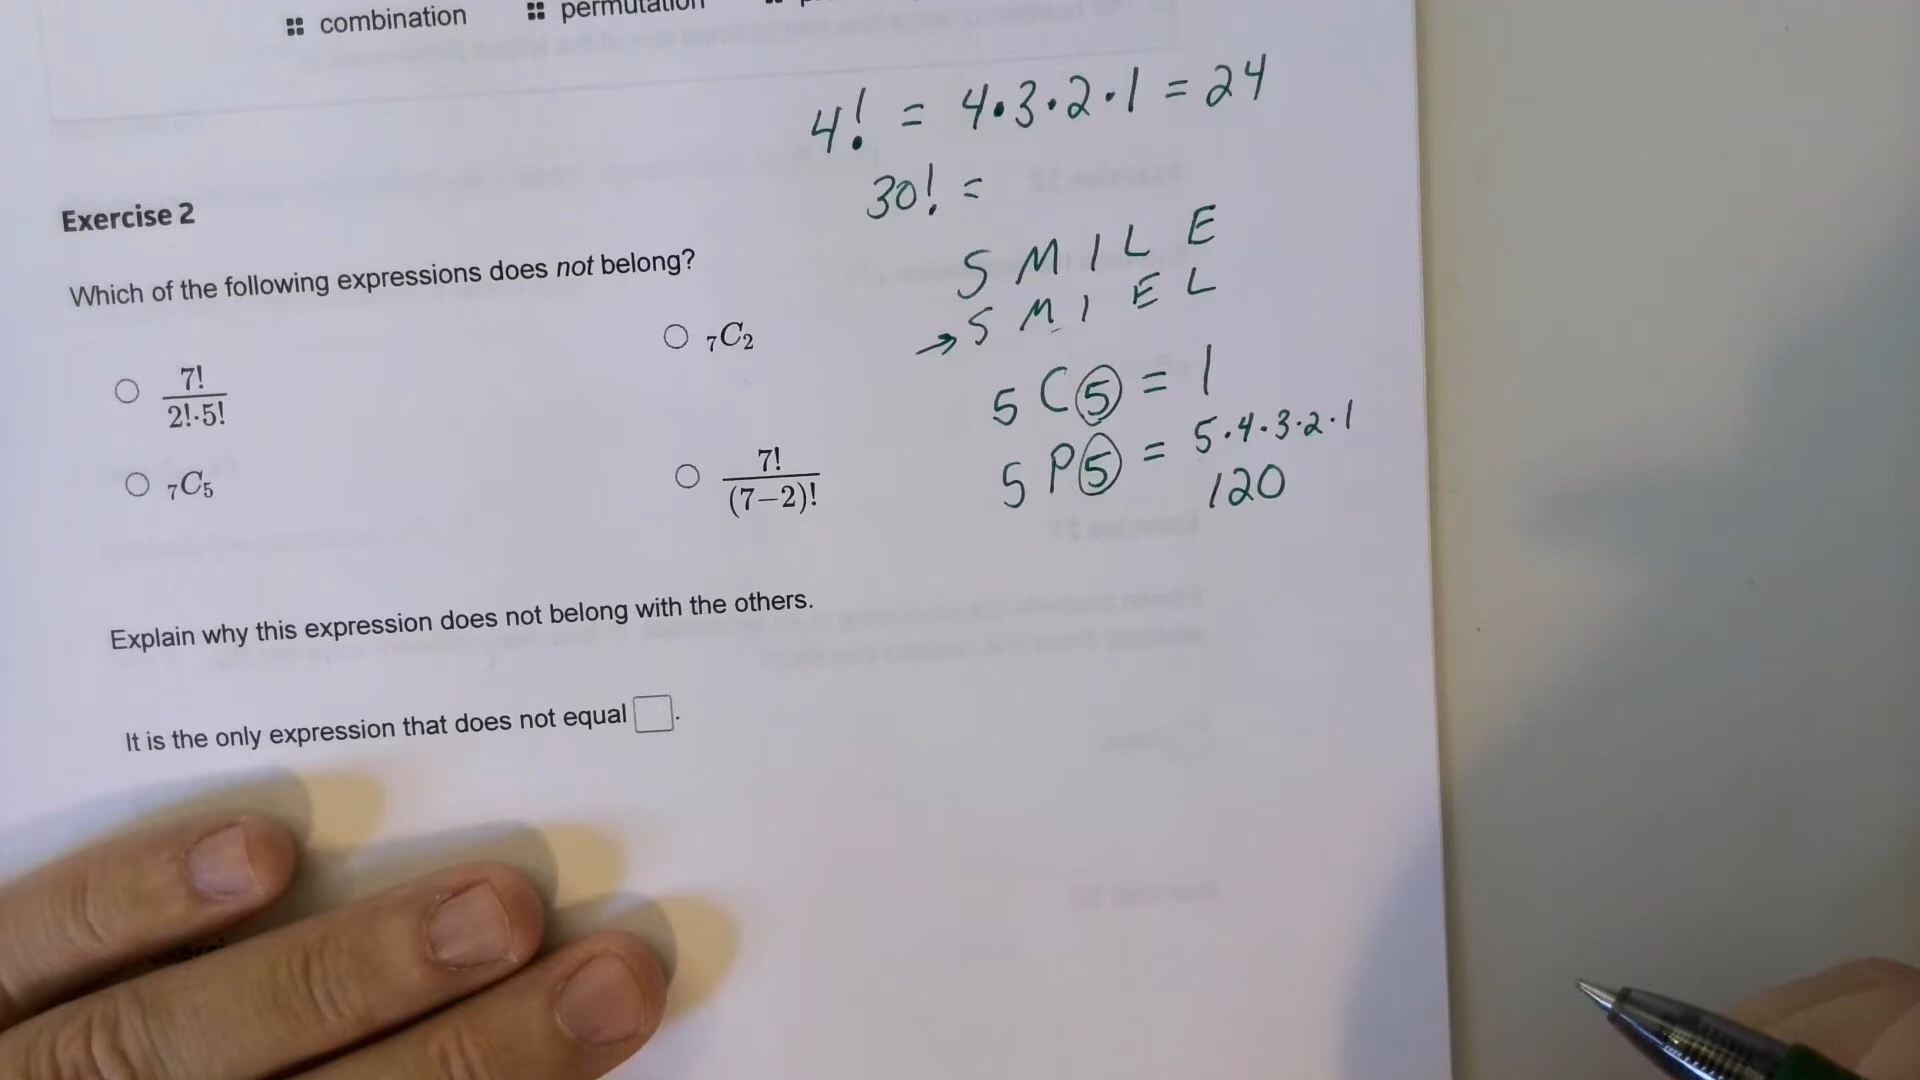 combination permutation
4! = 4·3·2·1 = 24
30! =
Exercise 2
S M I L E
Which of the following expressions does not belong?
→ S M I E L
7!/(2!·5!)
₇C₂
5 C 5 = 1
5 P 5 = 5·4·3·2·1
120
₇C₅
7!/(7−2)!
Explain why this expression does not belong with the others.
It is the only expression that does not equal .